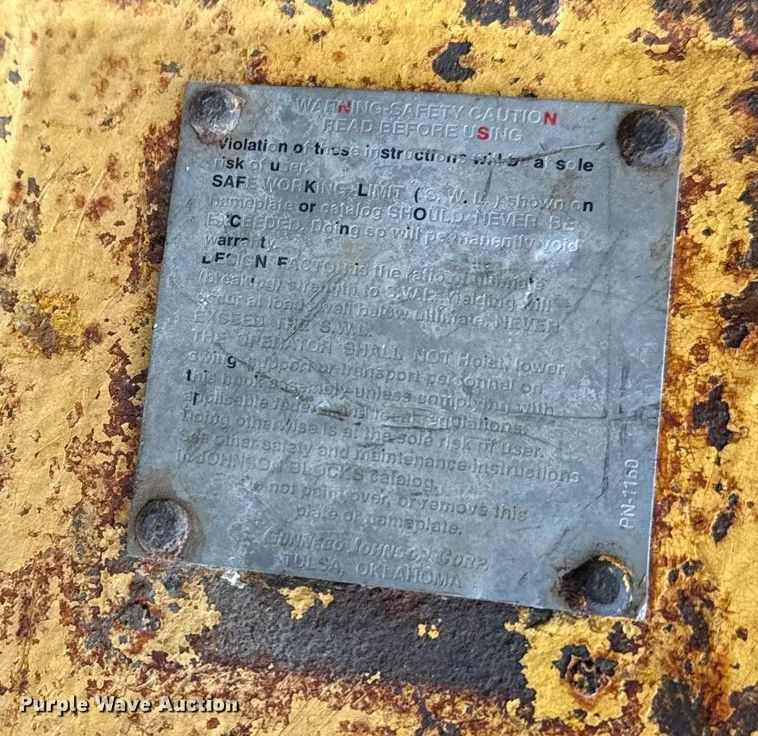 WARNING-SAFETY CAUTION
READ BEFORE USING
Violation of these instructions will be at sole
risk of user.
SAFE WORKING LIMIT (S. W. L.) shown on
nameplate or catalog SHOULD NEVER BE
EXCEEDED. Doing so will permanently void
warranty.
DESIGN FACTOR is the ratio of ultimate
(breaking) strength to S.W.L. Yielding will
occur at loads well below ultimate. NEVER
EXCEED THE S.W.L.
THE OPERATOR SHALL NOT Hoist, lower,
swing, support or transport personnel on
this hook assembly unless complying with
applicable federal and local regulations.
Doing otherwise is at the sole risk of user.
See other safety and maintenance instructions
in JOHNSON BLOCKS catalog.
Do not paint over, or remove this
plate or nameplate.
JOHNSON CORP.
TULSA, OKLAHOMA
PN-1150
Purple Wave Auction